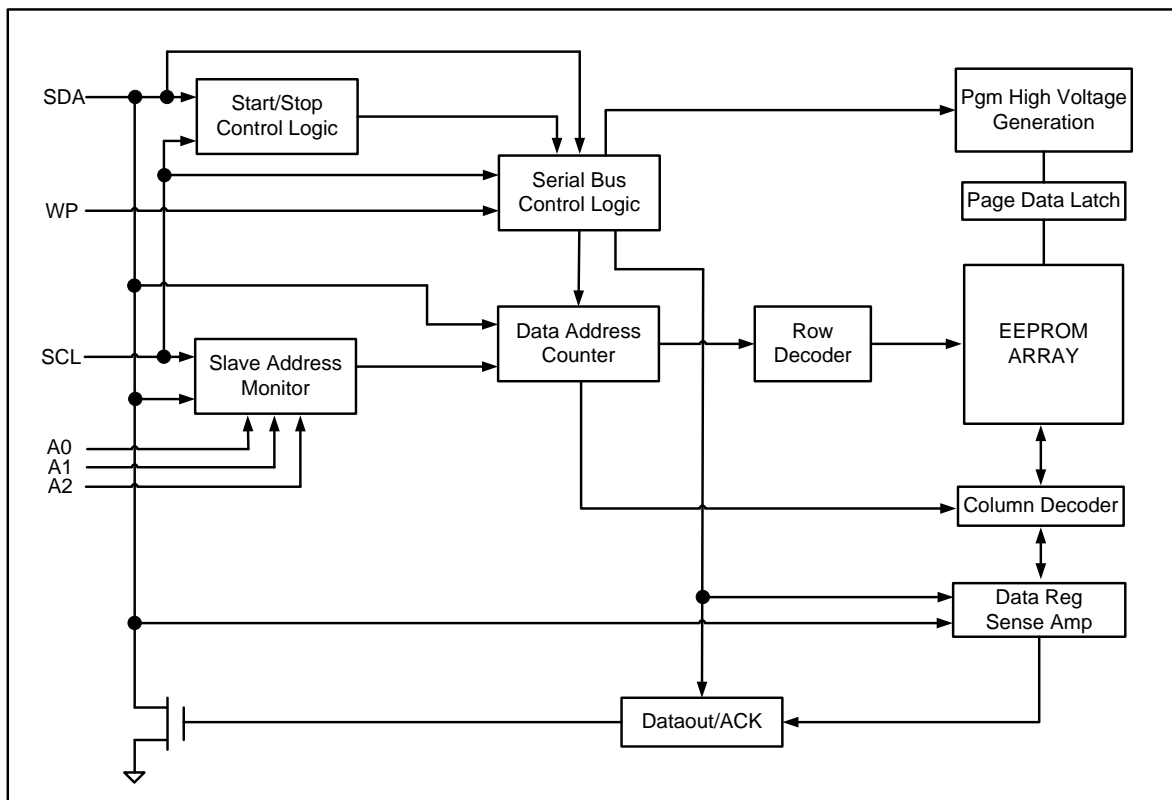 SDA
Start/Stop
Control Logic
Pgm High Voltage
Generation
Serial Bus
Control Logic
WP
Page Data Latch
Data Address
Counter
Row
Decoder
EEPROM
ARRAY
SCL
Slave Address
Monitor
A0
A1
A2
Column Decoder
Data Reg
Sense Amp
Dataout/ACK